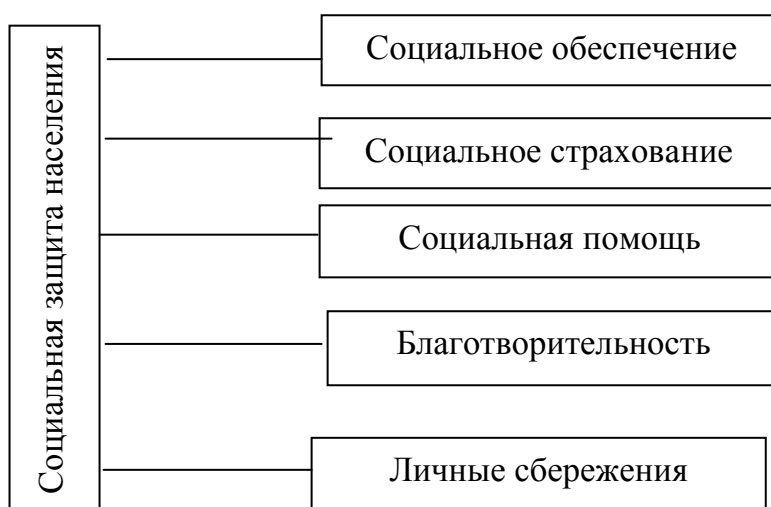 Социальная защита населения
Социальное обеспечение
Социальное страхование
Социальная помощь
Благотворительность
Личные сбережения